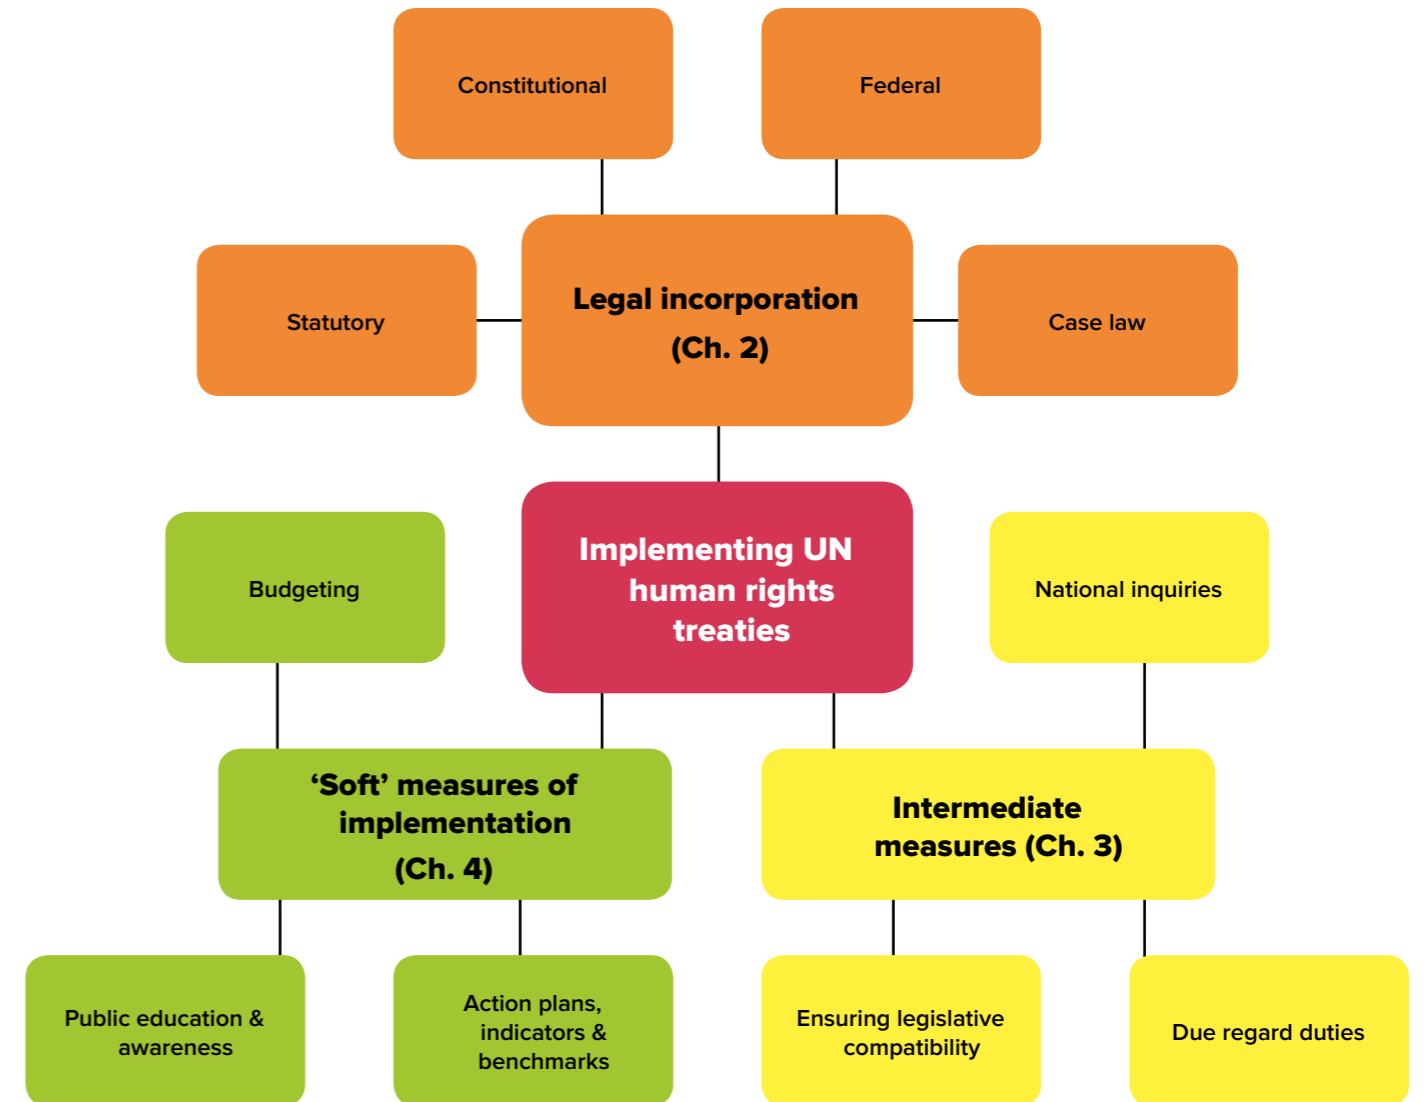 Constitutional
Federal
Legal incorporation
(Ch. 2)
Statutory
Case law
Implementing UN
human rights
treaties
Budgeting
National inquiries
‘Soft’ measures of
implementation
(Ch. 4)
Intermediate
measures (Ch. 3)
Public education &
awareness
Action plans,
indicators &
benchmarks
Ensuring legislative
compatibility
Due regard duties